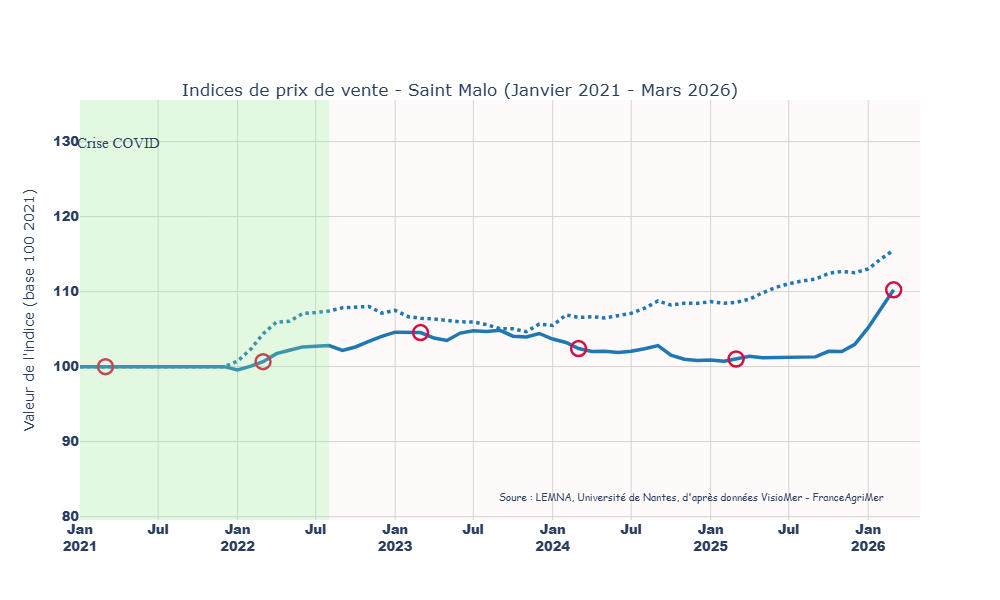 Indices de prix de vente - Saint Malo (Janvier 2021 - Mars 2026)
Valeur de l'indice (base 100 2021)
130
Crise COVID
120
110
100
90
80
Soure : LEMNA, Université de Nantes, d'après données VisioMer - FranceAgriMer
Jan Jul Jan Jul Jan Jul Jan Jul Jan Jul Jan
2021 2022 2023 2024 2025 2026